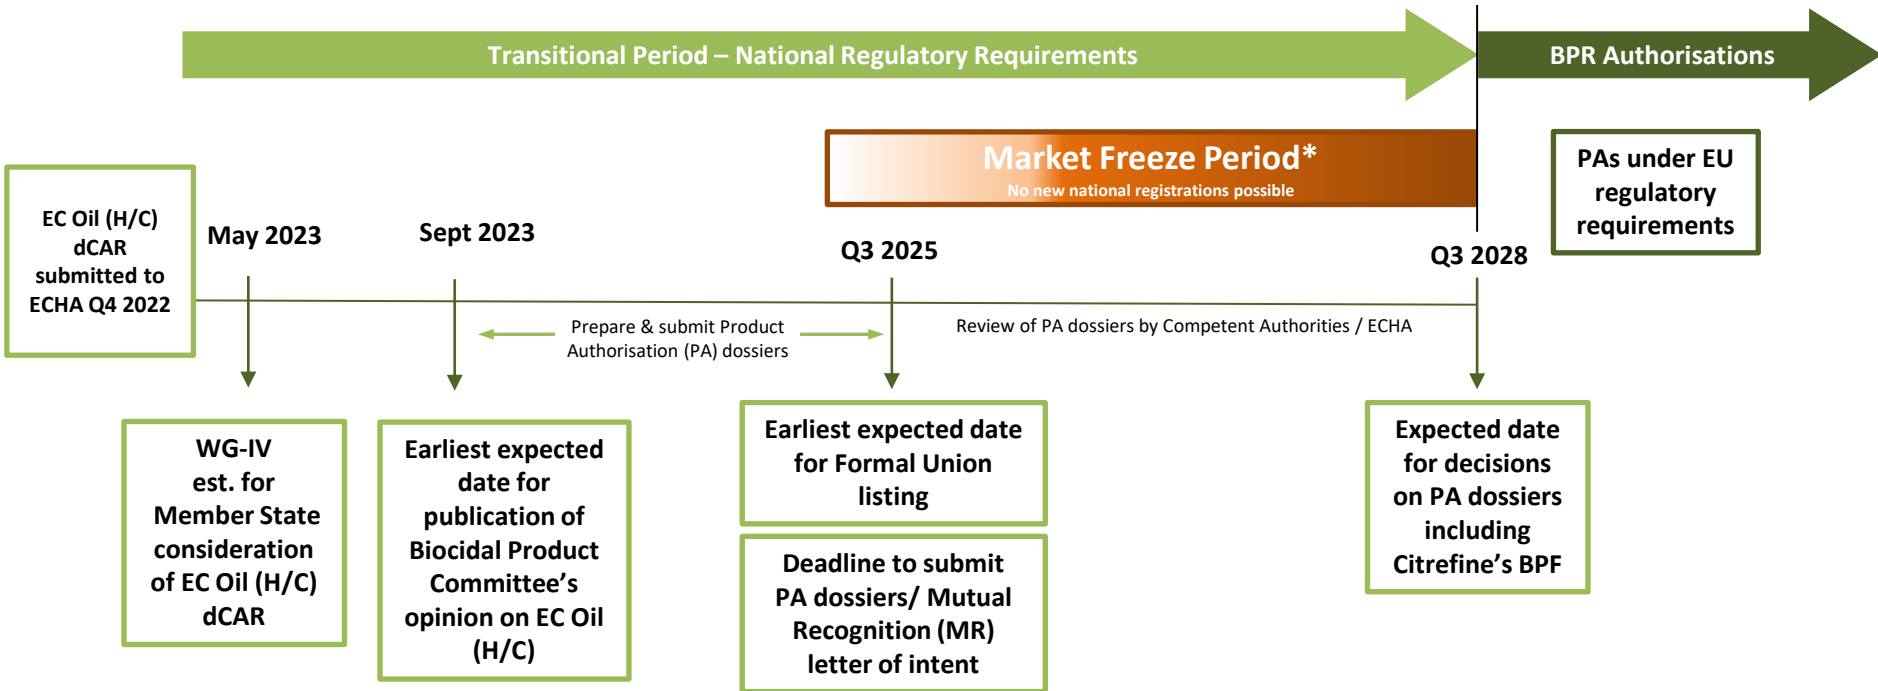 Transitional Period – National Regulatory Requirements
BPR Authorisations
Market Freeze Period*
No new national registrations possible
PAs under EU
regulatory
requirements
EC Oil (H/C)
dCAR
submitted to
ECHA Q4 2022
May 2023
Sept 2023
Q3 2025
Q3 2028
Prepare & submit Product
Authorisation (PA) dossiers
Review of PA dossiers by Competent Authorities / ECHA
WG-IV
est. for
Member State
consideration
of EC Oil (H/C)
dCAR
Earliest expected
date for
publication of
Biocidal Product
Committee’s
opinion on EC Oil
(H/C)
Earliest expected date
for Formal Union
listing
Deadline to submit
PA dossiers/ Mutual
Recognition (MR)
letter of intent
Expected date
for decisions
on PA dossiers
including
Citrefine’s BPF